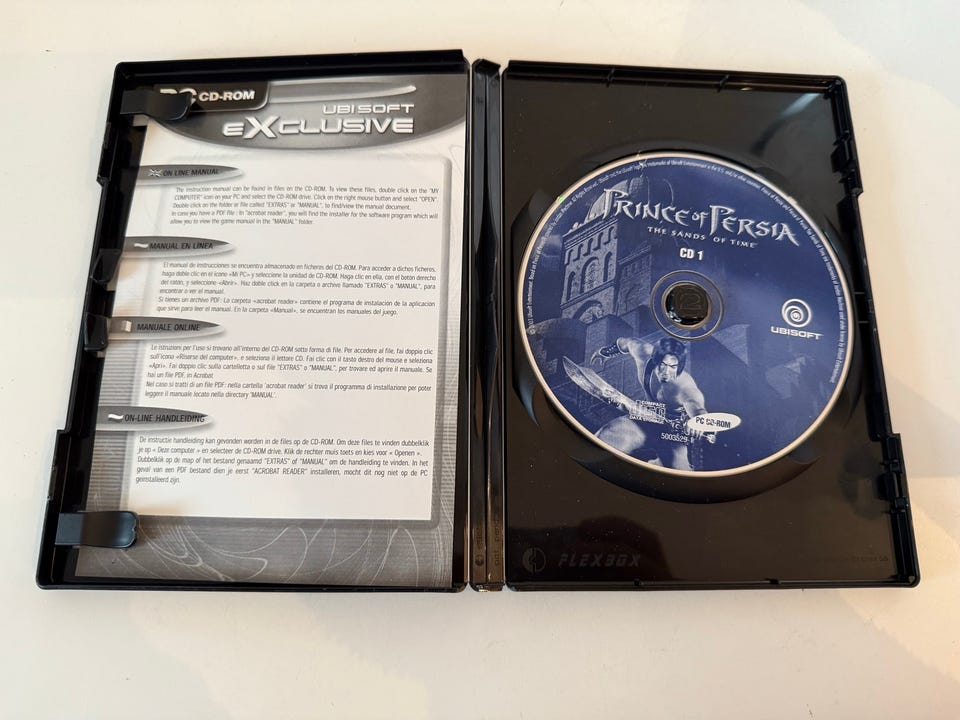 PC CD-ROM
UBISOFT
eXCLUSIVE
ON LINE MANUAL
The instruction manual can be found in files on the CD-ROM. To view these files, double click on the "MY
COMPUTER" icon on your PC and select the CD-ROM drive. Click on the right mouse button and select "OPEN".
Double click on the folder or file called "EXTRAS" or "MANUAL", to find/view the manual document.
In case you have a PDF file : In "acrobat reader", you will find the installer for the software program which will
allow you to view the game manual in the "MANUAL" folder.
MANUAL EN LÍNEA
El manual de instrucciones se encuentra almacenado en ficheros del CD-ROM. Para acceder a dichos ficheros,
haga doble clic en el icono «Mi PC» y seleccione la unidad de CD-ROM. Haga clic en ella, con el botón derecho
del ratón, y seleccione «Abrir». Haz doble click en la carpeta o archivo llamado "EXTRAS" o "MANUAL", para
encontrar o ver el manual.
Si tienes un archivo PDF: La carpeta «acrobat reader» contiene el programa de instalación de la aplicación
que sirve para leer el manual. En la carpeta «Manual», se encuentran los manuales del juego.
MANUALE ONLINE
Le istruzioni per l'uso si trovano all'interno del CD-ROM sotto forma di file. Per accedere al file, fai doppio clic
sull'icona «Risorse del computer», e seleziona il lettore CD. Fai clic con il tasto destro del mouse e seleziona
«Apri». Fai doppio clic sulla cartelletta o sul file "EXTRAS" o "MANUAL", per trovare ed aprire il manuale. Se
hai un file PDF, in Acrobat.
Nel caso si tratti di un file PDF: nella cartella 'acrobat reader' si trova il programma di installazione per poter
leggere il manuale locato nella directory 'MANUAL'.
ON-LINE HANDLEIDING
De instructie handleiding kan gevonden worden in de files op de CD-ROM. Om deze files te vinden dubbelklik
je op « Deze computer » en selecteer de CD-ROM drive. Klik de rechter muis toets en kies voor « Openen ».
Dubbelklik op de map of het bestand genaamd "EXTRAS" of "MANUAL" om de handleiding te vinden. In het
geval van een PDF bestand dien je eerst "ACROBAT READER" installeren, mocht dit nog niet op de PC
geïnstalleerd zijn.
PRINCE OF PERSIA
THE SANDS OF TIME
CD 1
UBISOFT
COMPACT
disc
DATA STORAGE
PC CD-ROM
FLEXBOX